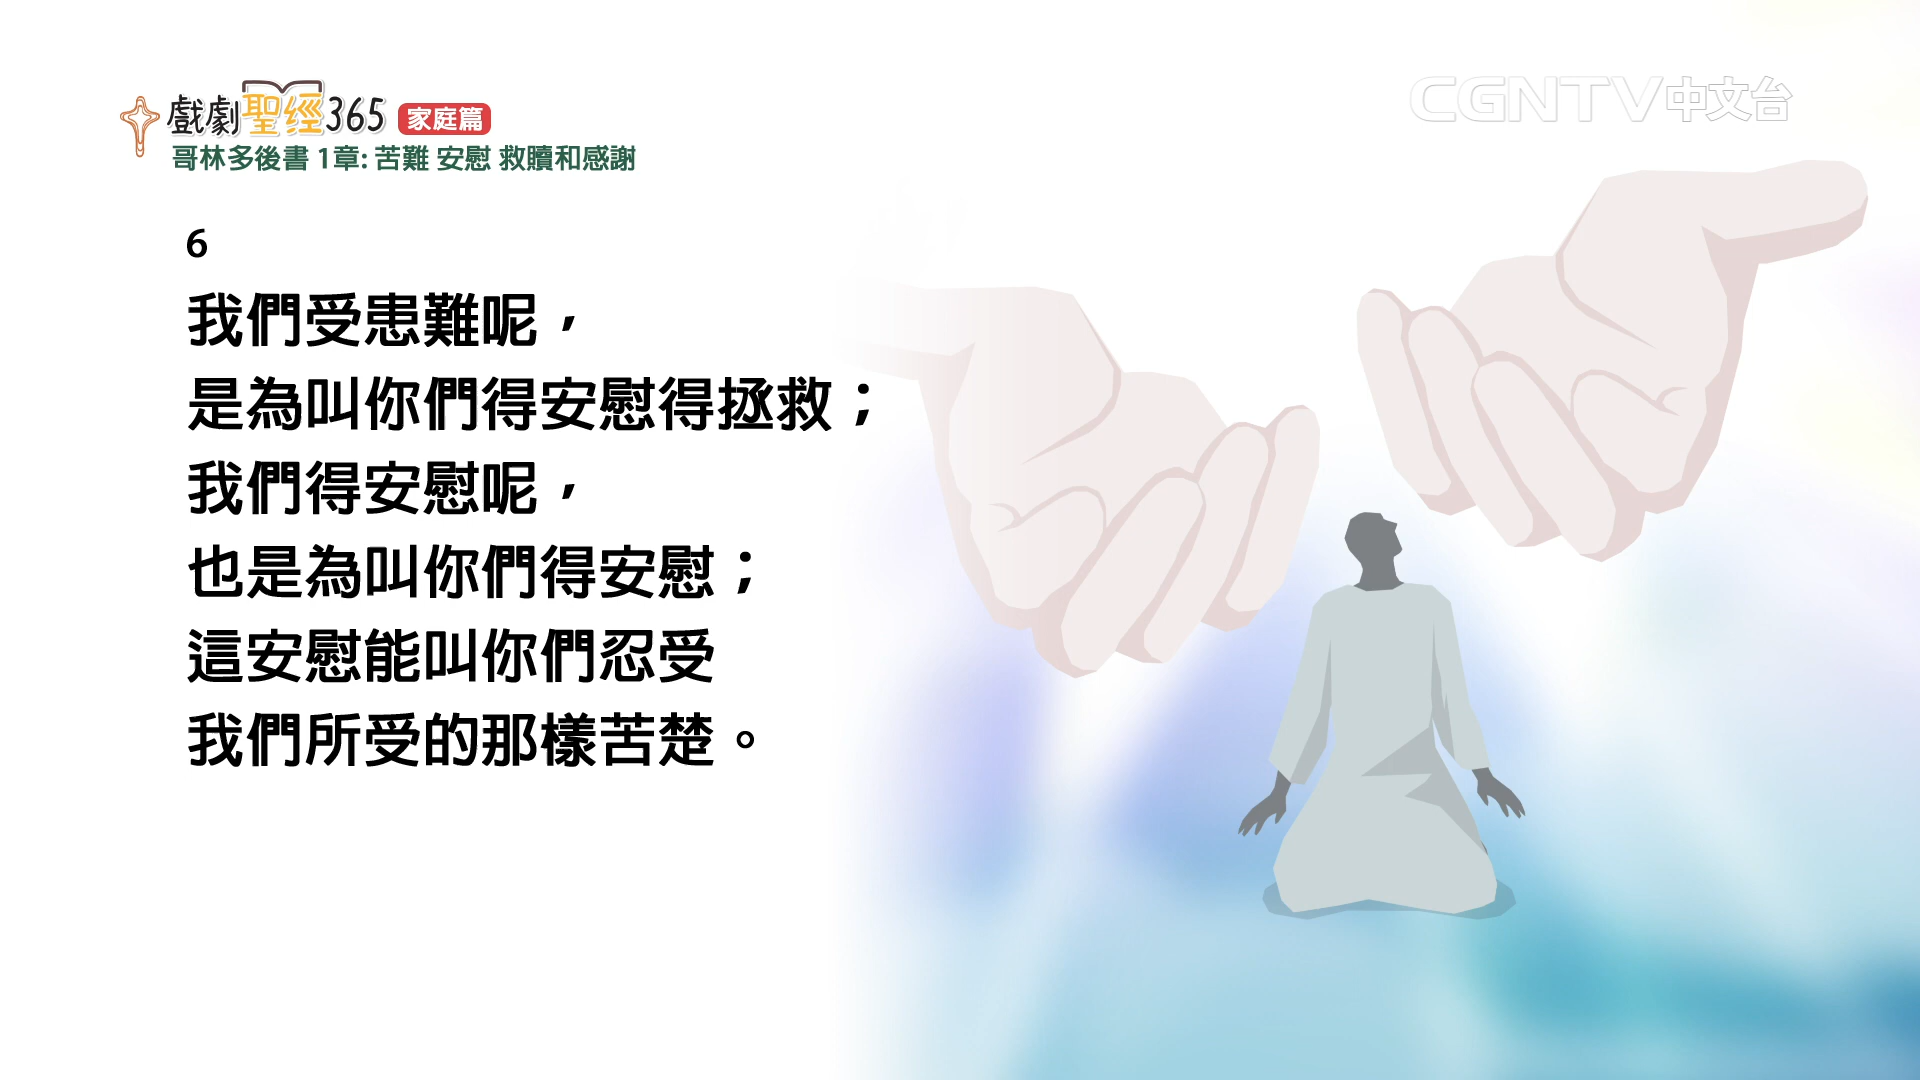 戲劇聖經365 家庭篇
CGNTV中文台
哥林多後書 1章: 苦難 安慰 救贖和感謝
6
我們受患難呢，
是為叫你們得安慰得拯救；
我們得安慰呢，
也是為叫你們得安慰；
這安慰能叫你們忍受
我們所受的那樣苦楚。